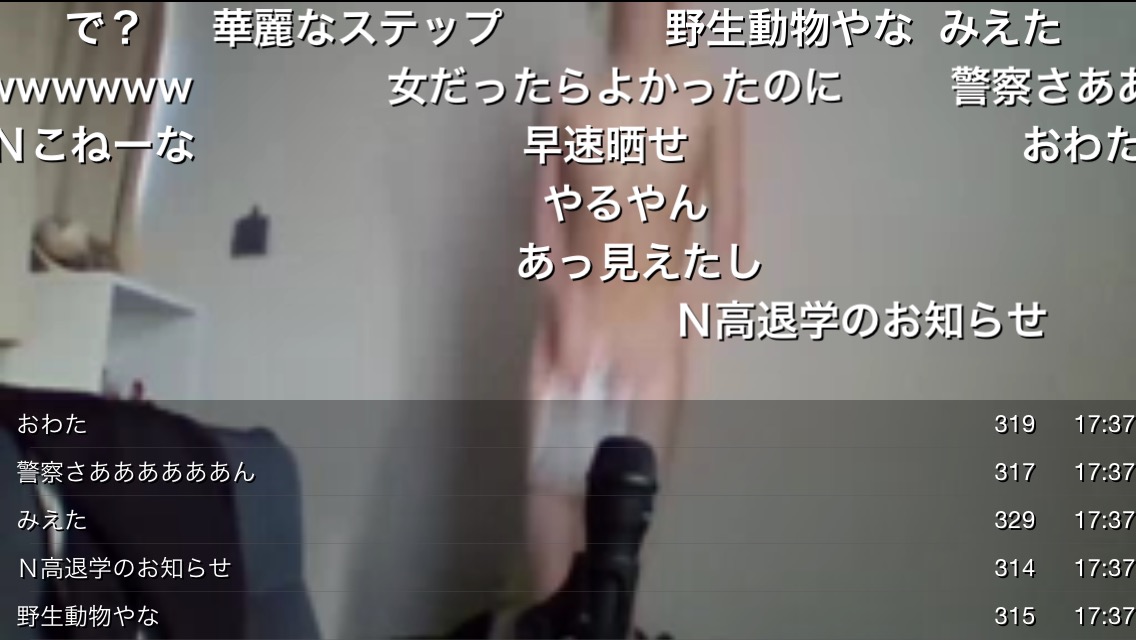 で？ 華麗なステップ 野生動物やな みえた
wwwwwww 女だったらよかったのに 警察さああ
Nこねーな 早速晒せ おわた
やるやん
あっ見えたし
N高退学のお知らせ
おわた 319 17:37
警察さああああああん 317 17:37
みえた 329 17:37
N高退学のお知らせ 314 17:37
野生動物やな 315 17:37